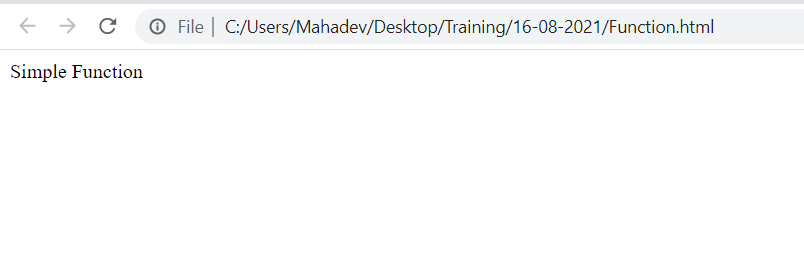 File | C:/Users/Mahadev/Desktop/Training/16-08-2021/Function.html
Simple Function